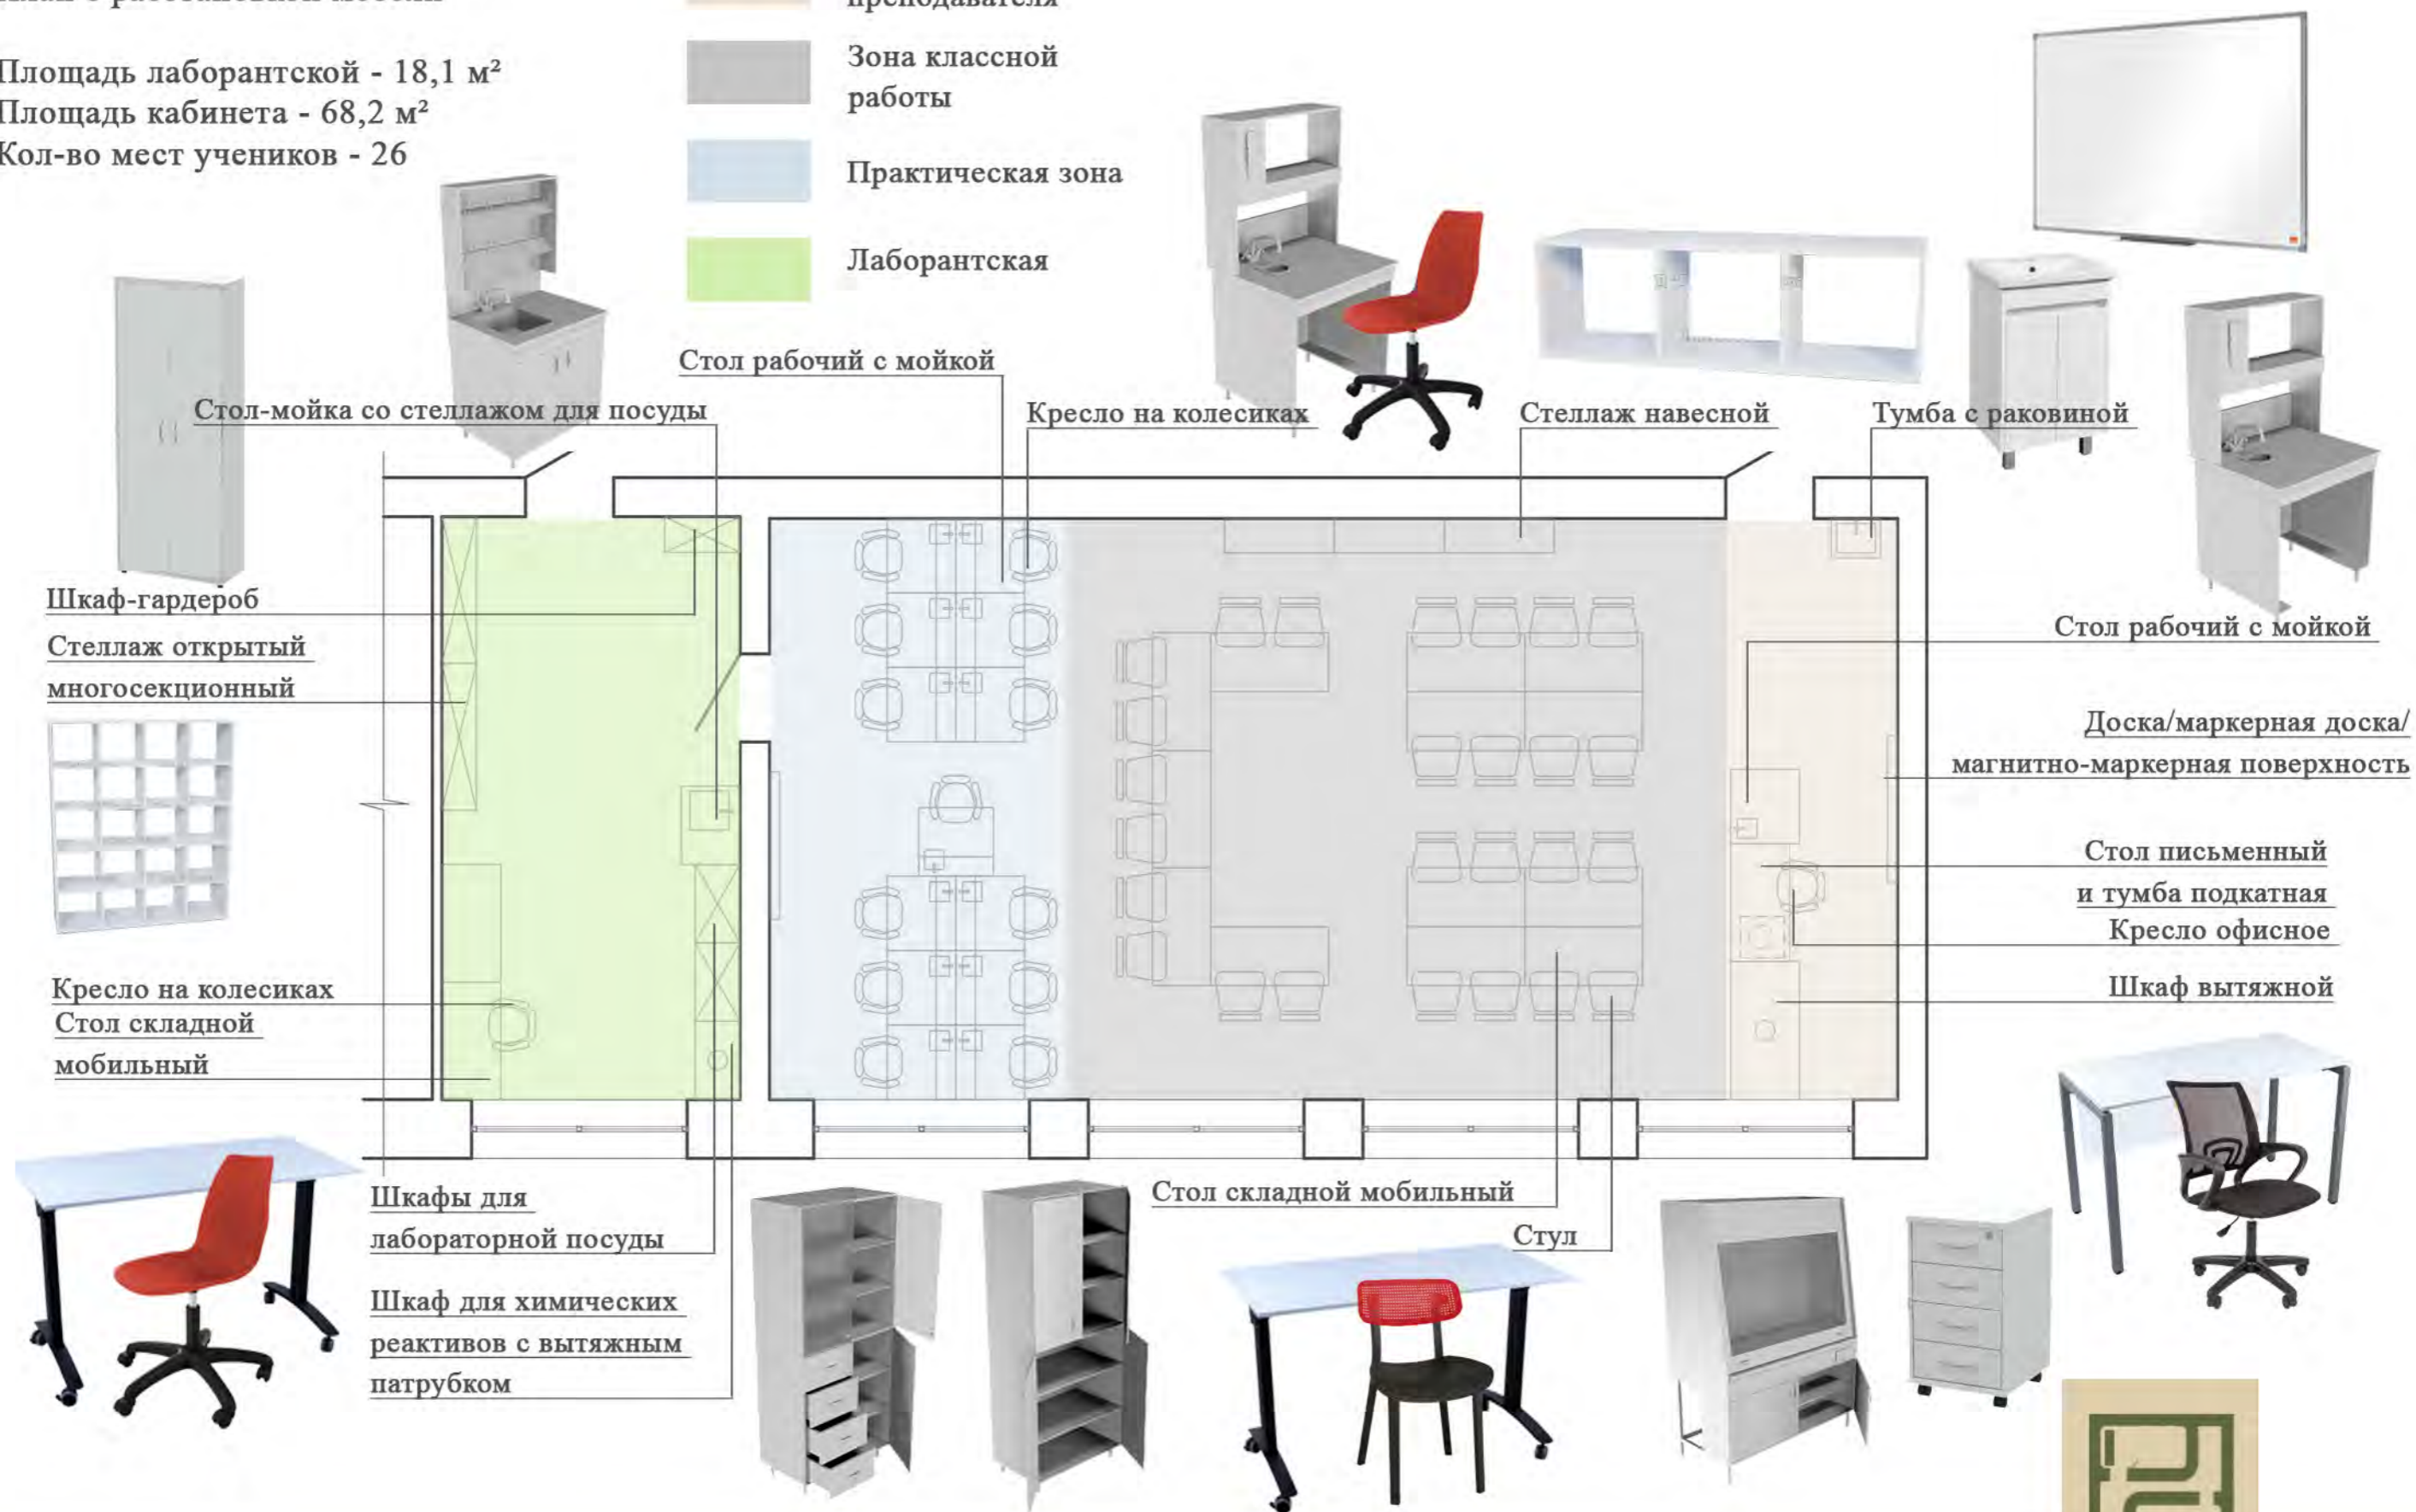 преподавателя
Площадь лаборантской - 18,1 м²
Площадь кабинета - 68,2 м²
Кол-во мест учеников - 26
Зона классной
работы
Практическая зона
Лаборантская
Стол рабочий с мойкой
Стол-мойка со стеллажом для посуды
Кресло на колесиках
Стеллаж навесной
Тумба с раковиной
Шкаф-гардероб
Стеллаж открытый
многосекционный
Стол рабочий с мойкой
Доска/маркерная доска/
магнитно-маркерная поверхность
Стол письменный
и тумба подкатная
Кресло офисное
Шкаф вытяжной
Кресло на колесиках
Стол складной
мобильный
Шкафы для
лабораторной посуды
Шкаф для химических
реактивов с вытяжным
патрубком
Стол складной мобильный
Стул